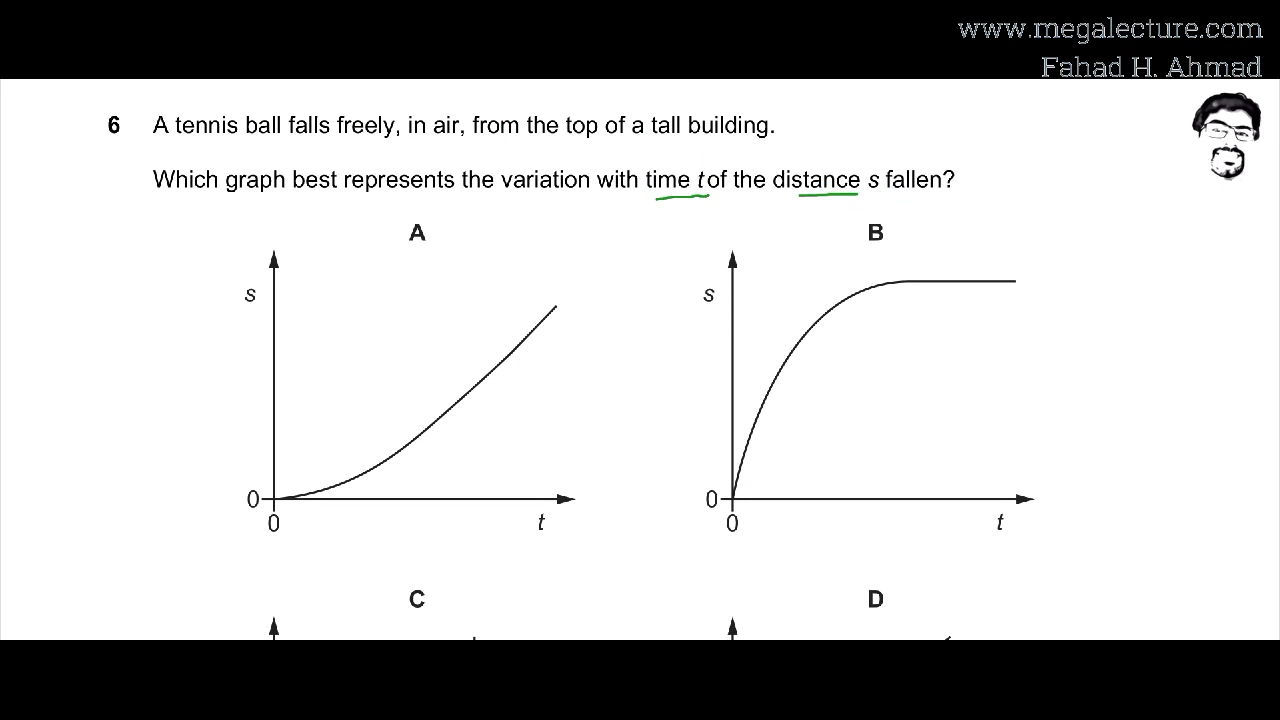 www.megalecture.com
Fahad H. Ahmad
6 A tennis ball falls freely, in air, from the top of a tall building.
Which graph best represents the variation with time t of the distance s fallen?
A B
s s
0 0
0 t 0 t
C D